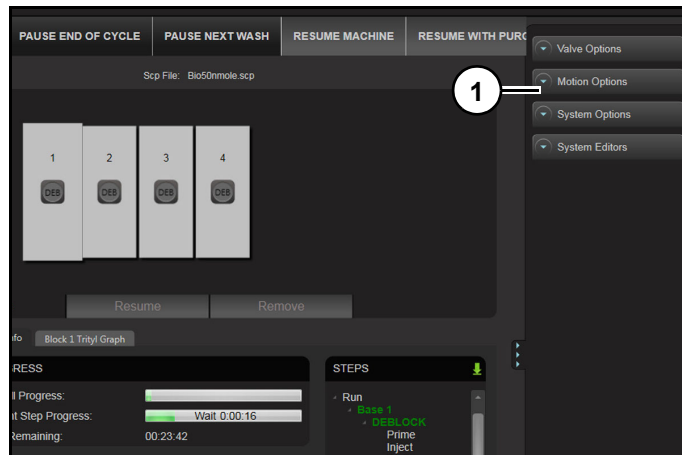 PAUSE END OF CYCLE PAUSE NEXT WASH RESUME MACHINE RESUME WITH PURG
Valve Options
Scp File: Bio50nmole.scp
1
Motion Options
System Options
System Editors
1 2 3 4
DEB DEB DEB DEB
Resume Remove
nfo Block 1 Trityl Graph
RESS STEPS
ll Progress:
nt Step Progress: Wait 0:00:16
Remaining: 00:23:42
Run
Base 1
DEBLOCK
Prime
Inject